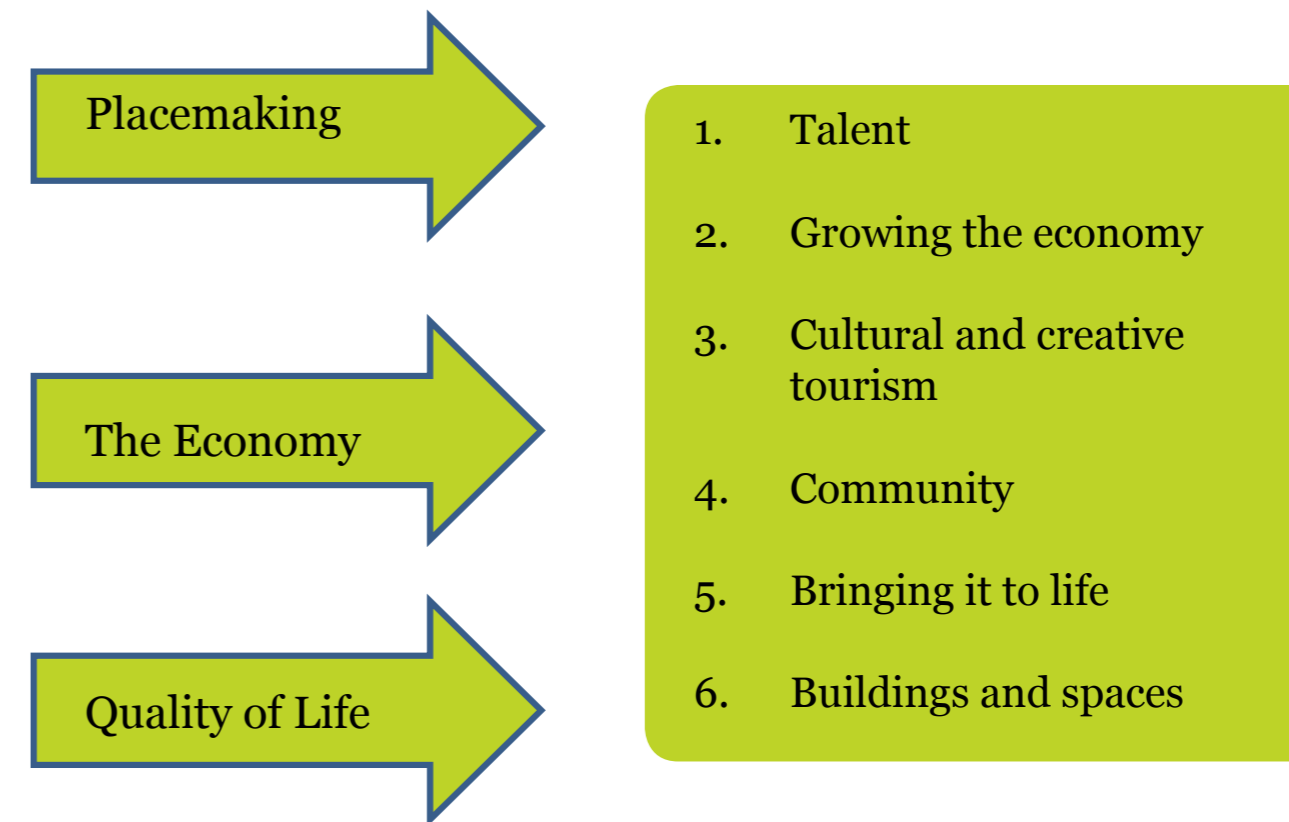 Placemaking
The Economy
Quality of Life
1. Talent
2. Growing the economy
3. Cultural and creative
tourism
4. Community
5. Bringing it to life
6. Buildings and spaces